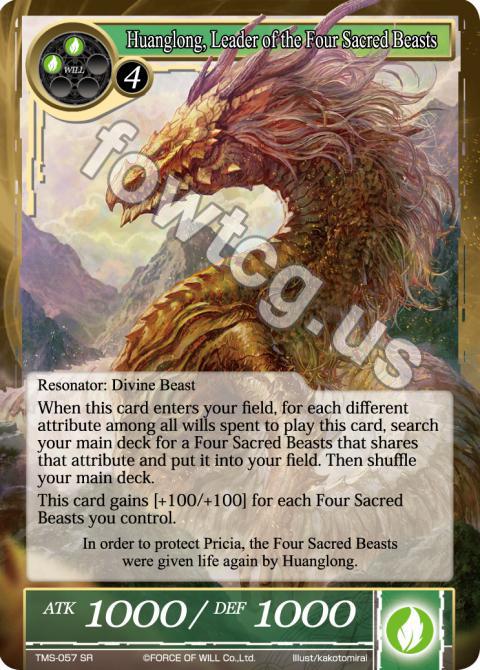 Huanglong, Leader of the Four Sacred Beasts
WILL
4
fowtcg.us
Resonator: Divine Beast
When this card enters your field, for each different
attribute among all wills spent to play this card, search
your main deck for a Four Sacred Beasts that shares
that attribute and put it into your field. Then shuffle
your main deck.
This card gains [+100/+100] for each Four Sacred
Beasts you control.
In order to protect Pricia, the Four Sacred Beasts
were given life again by Huanglong.
ATK 1000 / DEF 1000
TMS-057 SR ©FORCE OF WILL Co.,Ltd. Illust/kakotomirai